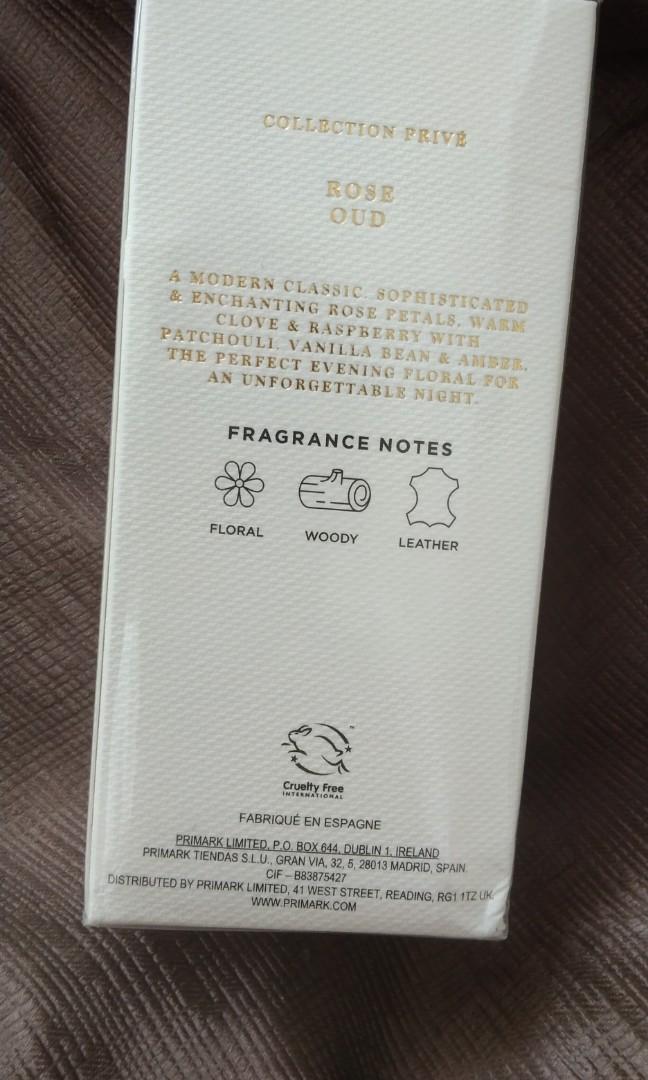 COLLECTION PRIVÉ
ROSE
OUD
A MODERN CLASSIC. SOPHISTICATED
& ENCHANTING ROSE PETALS, WARM
CLOVE & RASPBERRY WITH
PATCHOULI, VANILLA BEAN & AMBER.
THE PERFECT EVENING FLORAL FOR
AN UNFORGETTABLE NIGHT.
FRAGRANCE NOTES
FLORAL WOODY LEATHER
™
Cruelty Free
INTERNATIONAL
FABRIQUÉ EN ESPAGNE
PRIMARK LIMITED, P.O. BOX 644, DUBLIN 1, IRELAND
PRIMARK TIENDAS S.L.U., GRAN VIA, 32, 5, 28013 MADRID, SPAIN
CIF – B83875427
DISTRIBUTED BY PRIMARK LIMITED, 41 WEST STREET, READING, RG1 1TZ UK.
WWW.PRIMARK.COM